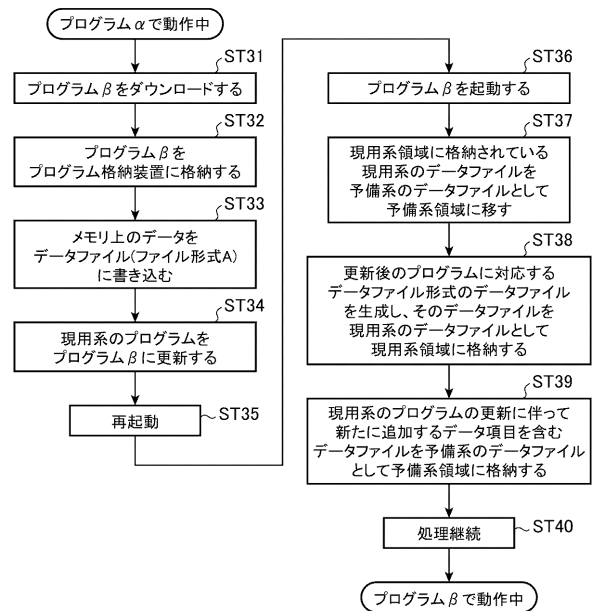 プログラムαで動作中
ST31
プログラムβをダウンロードする
ST32
プログラムβを
プログラム格納装置に格納する
ST33
メモリ上のデータを
データファイル(ファイル形式A)
に書き込む
ST34
現用系のプログラムを
プログラムβに更新する
再起動
ST35
ST36
プログラムβを起動する
ST37
現用系領域に格納されている
現用系のデータファイルを
予備系のデータファイルとして
予備系領域に移す
ST38
更新後のプログラムに対応する
データファイル形式のデータファイル
を生成し、そのデータファイルを
現用系のデータファイルとして
現用系領域に格納する
ST39
現用系のプログラムの更新に伴って
新たに追加するデータ項目を含む
データファイルを予備系のデータファイル
として予備系領域に格納する
処理継続
ST40
プログラムβで動作中